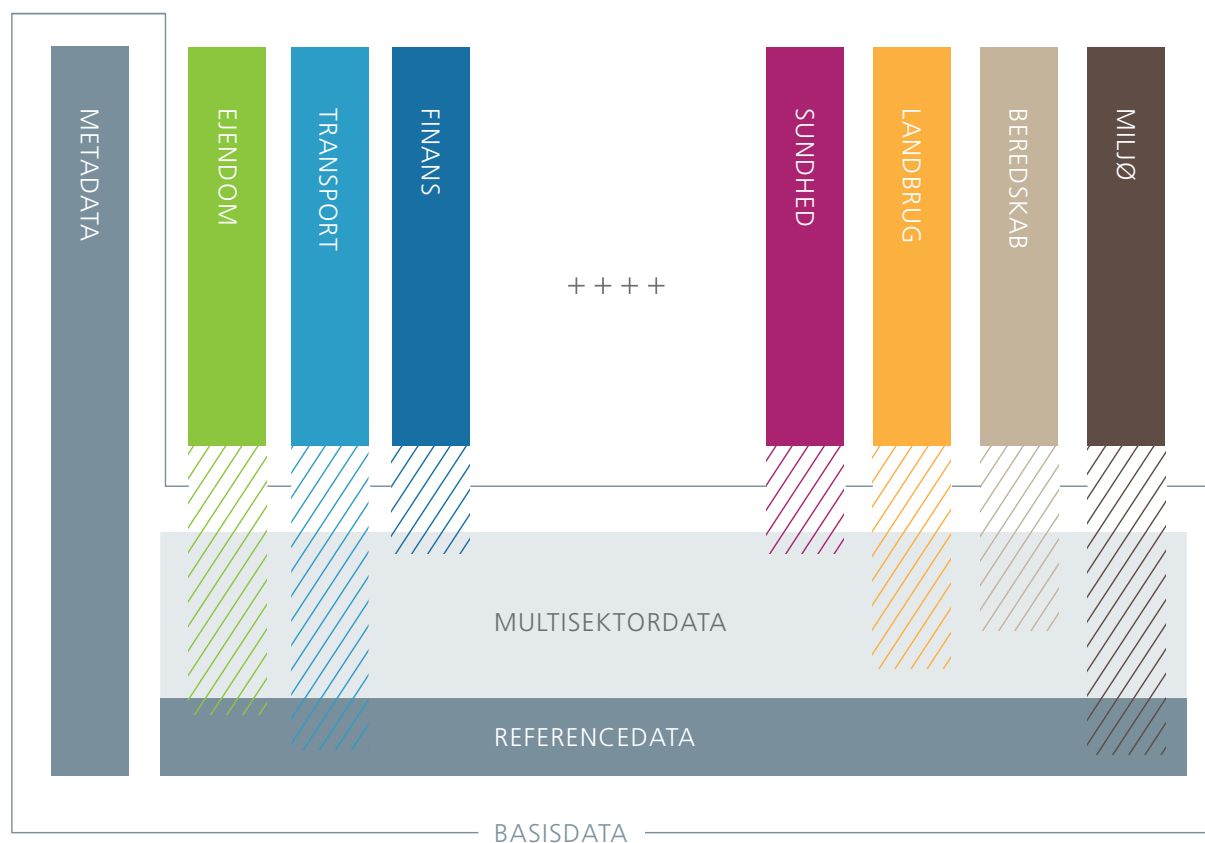 METADATA
EJENDOM
TRANSPORT
FINANS
++++
SUNDHED
LANDBRUG
BEREDSKAB
MILJØ
MULTISEKTORDATA
REFERENCEDATA
BASISDATA